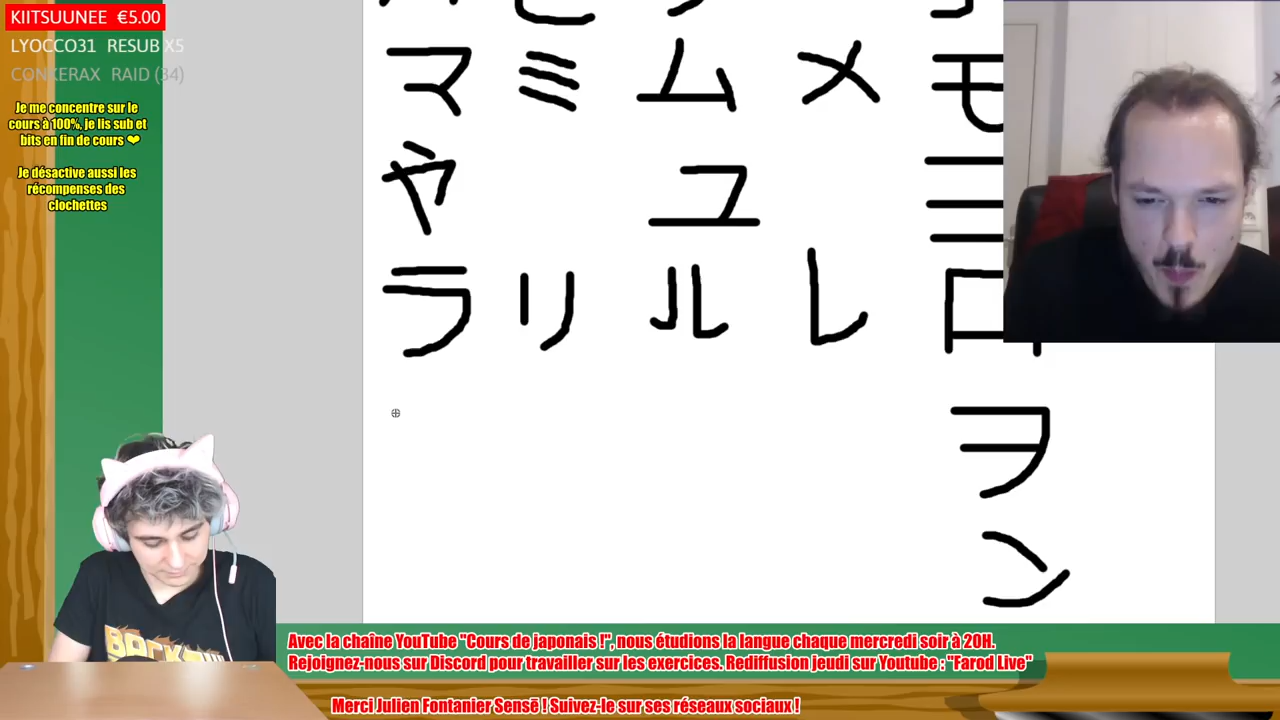 KIITSUUNEE €5.00
LYOCCO31 RESUB X5
CONKERAX RAID (34)
Je me concentre sur le
cours à 100%, je lis sub et
bits en fin de cours ❤
Je désactive aussi les
récompenses des
clochettes
マ ミ ム メ モ
ヤ ユ ヨ
ラ リ ル レ ロ
ヲ
ン
Avec la chaîne YouTube "Cours de japonais !", nous étudions la langue chaque mercredi soir à 20H.
Rejoignez-nous sur Discord pour travailler sur les exercices. Rediffusion jeudi sur Youtube : "Farod Live"
Merci Julien Fontanier Sensē ! Suivez-le sur ses réseaux sociaux !